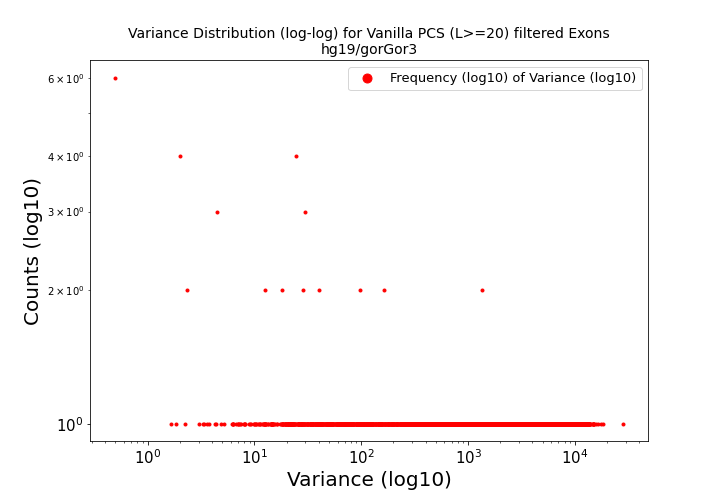 Variance Distribution (log-log) for Vanilla PCS (L>=20) filtered Exons
hg19/gorGor3
Frequency (log10) of Variance (log10)
6 × 10⁰
4 × 10⁰
3 × 10⁰
2 × 10⁰
10⁰
Counts (log10)
10⁰ 10¹ 10² 10³ 10⁴
Variance (log10)